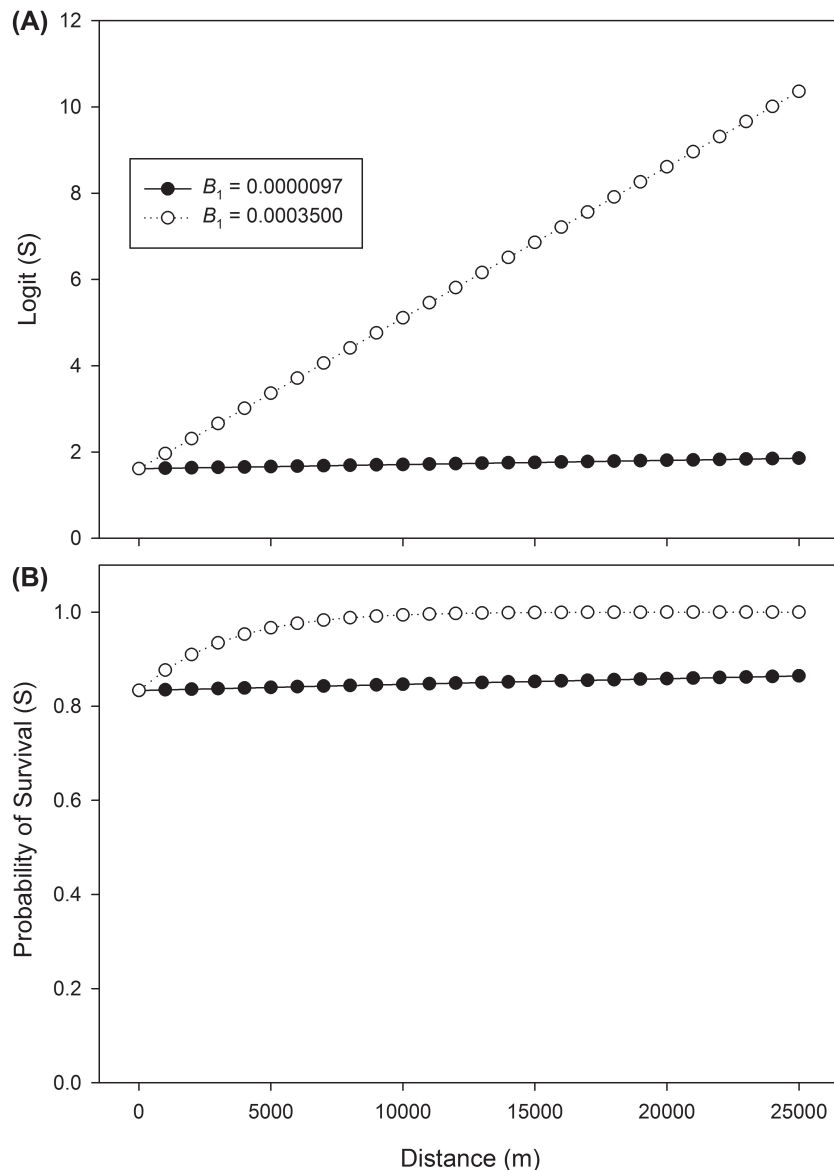 (A)
12
10
8
6
4
2
0
Logit (S)
B₁ = 0.0000097
B₁ = 0.0003500
(B)
1.0
0.8
0.6
0.4
0.2
0.0
Probability of Survival (S)
0 5000 10000 15000 20000 25000
Distance (m)